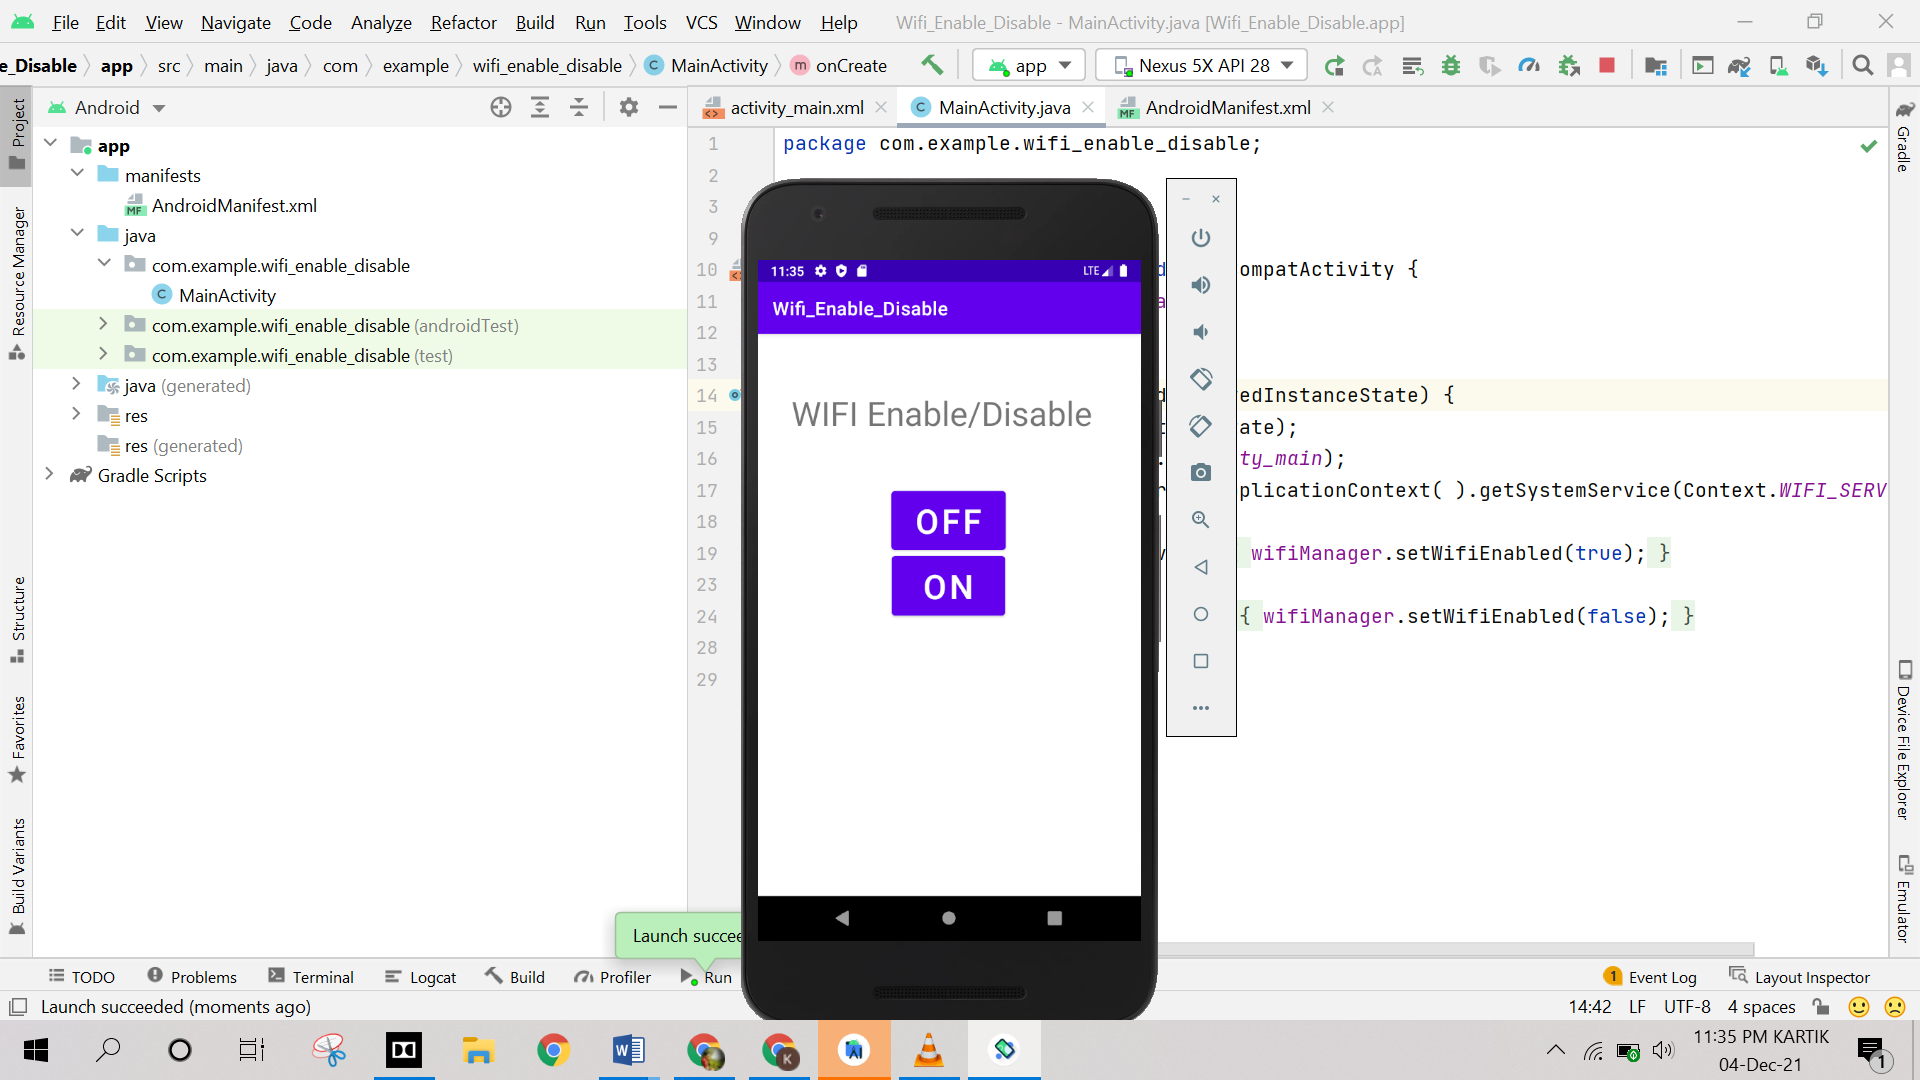 File Edit View Navigate Code Analyze Refactor Build Run Tools VCS Window Help Wifi_Enable_Disable - MainActivity.java [Wifi_Enable_Disable.app]
e_Disable app src main java com example wifi_enable_disable MainActivity onCreate app Nexus 5X API 28
Android
activity_main.xml MainActivity.java AndroidManifest.xml
Project
Resource Manager
Structure
Favorites
Build Variants
app
manifests
AndroidManifest.xml
java
com.example.wifi_enable_disable
MainActivity
com.example.wifi_enable_disable (androidTest)
com.example.wifi_enable_disable (test)
java (generated)
res
res (generated)
Gradle Scripts
1 package com.example.wifi_enable_disable;
2
3
9
10 ompatActivity {
11
12
13
14 edInstanceState) {
15 ate);
16 ty_main);
17 plicationContext( ).getSystemService(Context.WIFI_SERV
18
19 wifiManager.setWifiEnabled(true); }
23
24 { wifiManager.setWifiEnabled(false); }
28
29
11:35 LTE
Wifi_Enable_Disable
WIFI Enable/Disable
OFF
ON
Gradle
Device File Explorer
Emulator
Launch succee
TODO Problems Terminal Logcat Build Profiler Run 1 Event Log Layout Inspector
Launch succeeded (moments ago) 14:42 LF UTF-8 4 spaces
11:35 PM KARTIK
04-Dec-21
1